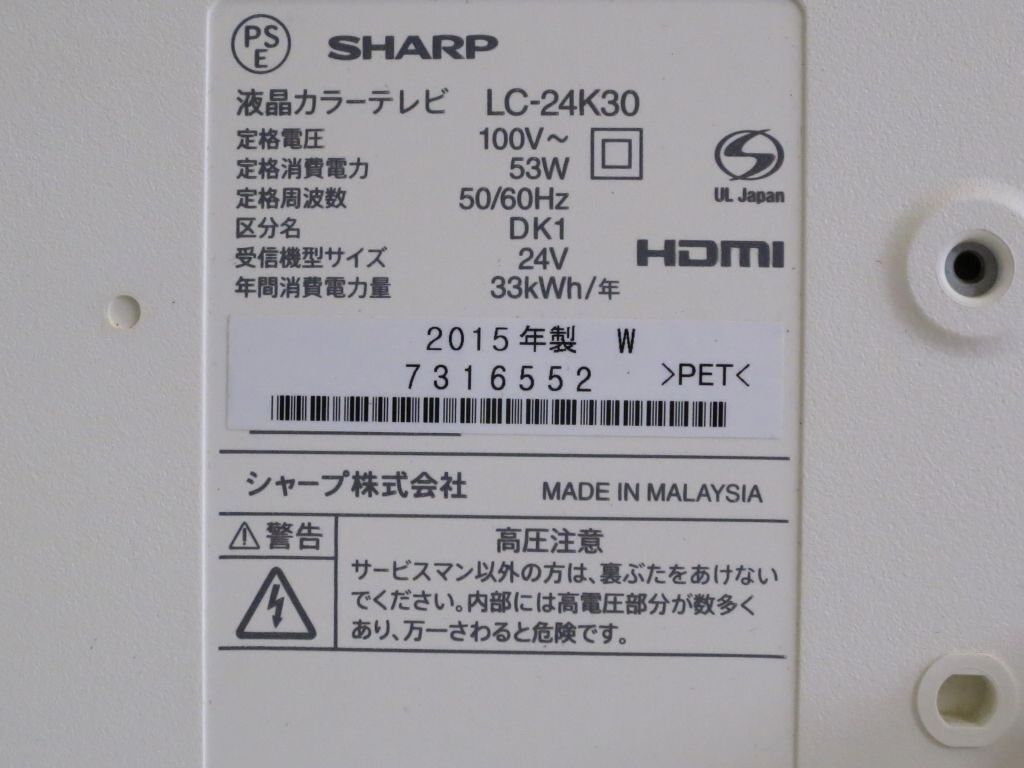 PS
E
SHARP
液晶カラーテレビ LC-24K30
定格電圧 100V～
定格消費電力 53W
定格周波数 50/60Hz
区分名 DK1
受信機型サイズ 24V
年間消費電力量 33kWh/年
UL Japan
HDMI
2015年製 W
7316552 >PET<
シャープ株式会社 MADE IN MALAYSIA
警告
高圧注意
サービスマン以外の方は、裏ぶたをあけない
でください。内部には高電圧部分が数多く
あり、万一さわると危険です。